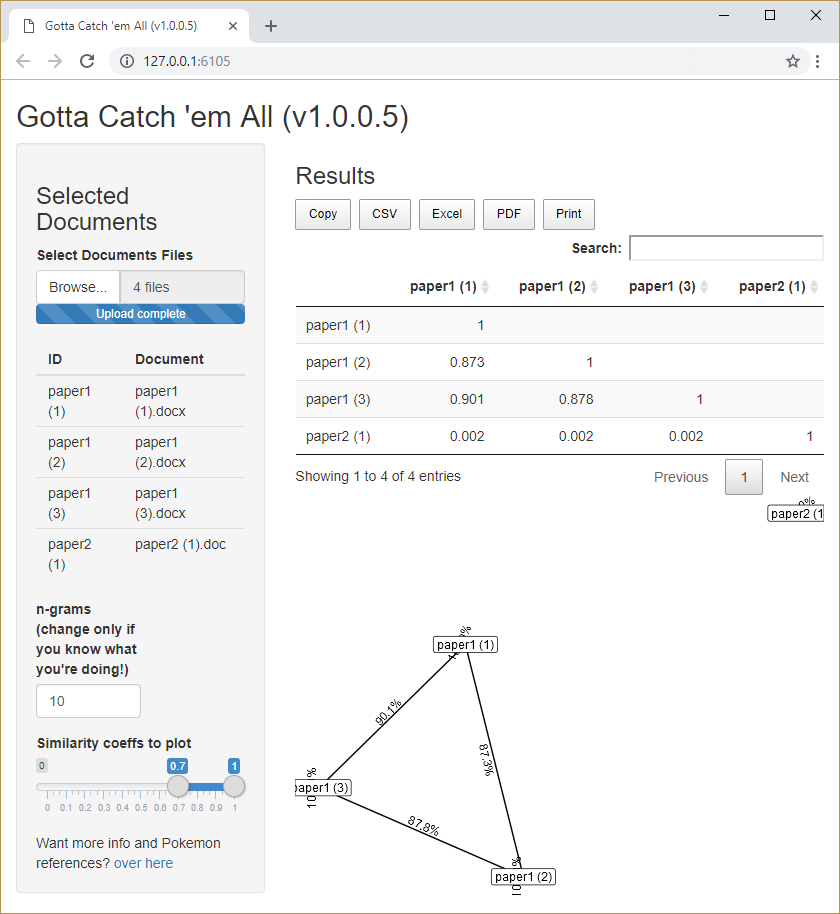 Gotta Catch 'em All (v1.0.0.5)
127.0.0.1:6105
Gotta Catch 'em All (v1.0.0.5)
Selected
Documents
Select Documents Files
Browse... 4 files
Upload complete
ID Document
paper1 (1) paper1 (1).docx
paper1 (2) paper1 (2).docx
paper1 (3) paper1 (3).docx
paper2 (1) paper2 (1).doc
n-grams
(change only if
you know what
you're doing!)
10
Similarity coeffs to plot
0 0.7 1
0 0.1 0.2 0.3 0.4 0.5 0.6 0.7 0.8 0.9 1
Want more info and Pokemon
references? over here
Results
Copy CSV Excel PDF Print
Search:
paper1 (1) paper1 (2) paper1 (3) paper2 (1)
paper1 (1) 1
paper1 (2) 0.873 1
paper1 (3) 0.901 0.878 1
paper2 (1) 0.002 0.002 0.002 1
Showing 1 to 4 of 4 entries
Previous 1 Next
paper2 (1
paper1 (1)
90.1%
87.3%
paper1 (3)
87.8%
paper1 (2)